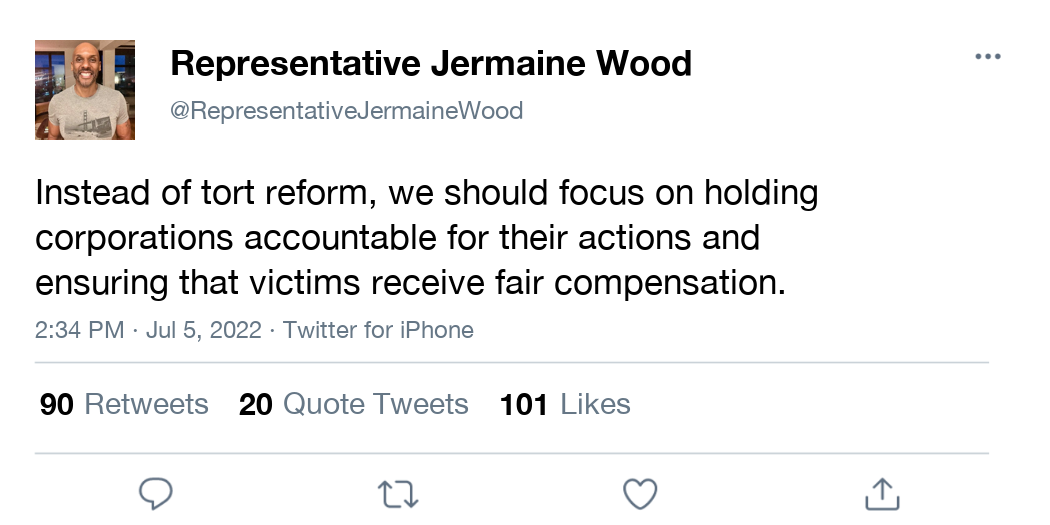 Representative Jermaine Wood
@RepresentativeJermaineWood
Instead of tort reform, we should focus on holding
corporations accountable for their actions and
ensuring that victims receive fair compensation.
2:34 PM · Jul 5, 2022 · Twitter for iPhone
90 Retweets 20 Quote Tweets 101 Likes